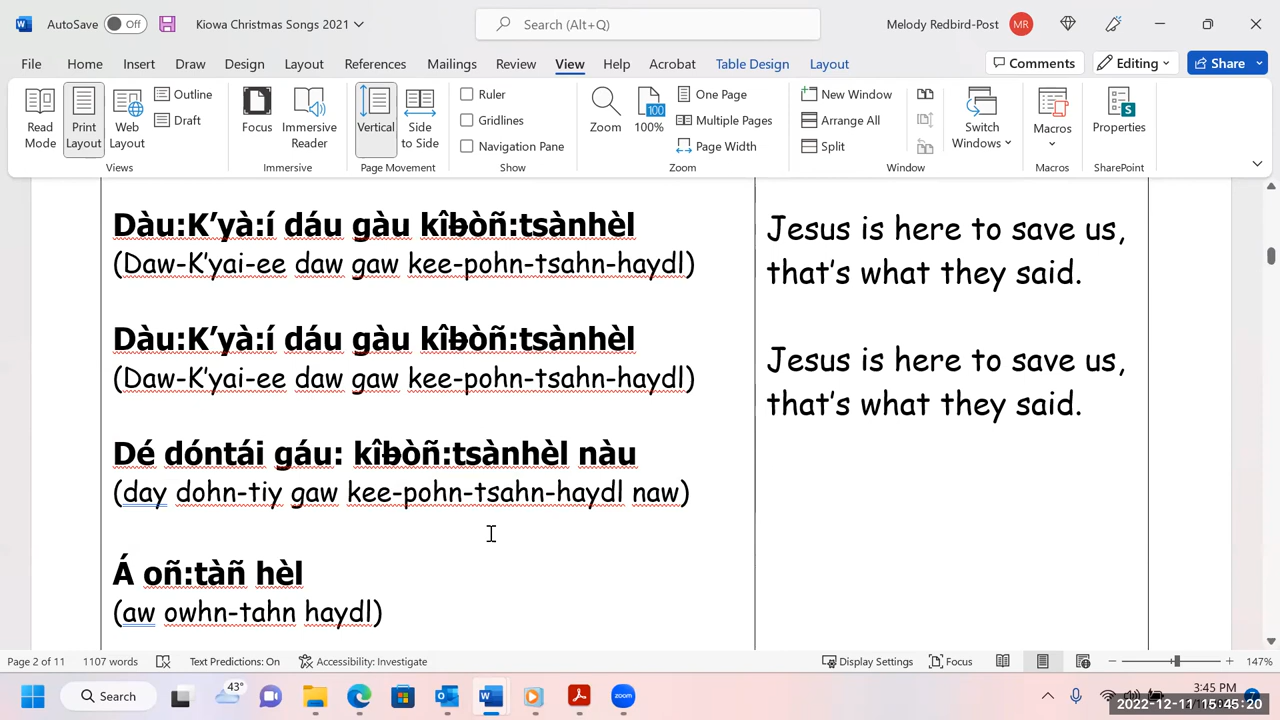 AutoSave Off Kiowa Christmas Songs 2021 Search (Alt+Q) Melody Redbird-Post MR
File Home Insert Draw Design Layout References Mailings Review View Help Acrobat Table Design Layout Comments Editing Share
Read Mode Print Layout Web Layout Outline Draft Focus Immersive Reader Vertical Side to Side Ruler Gridlines Navigation Pane Zoom 100% One Page Multiple Pages Page Width New Window Arrange All Split Switch Windows Macros Properties
Views Immersive Page Movement Show Zoom Window Macros SharePoint
Dàu:K’yà:í dáu gàu kîƀòñ:tsànhèl
(Daw-K’yai-ee daw gaw kee-pohn-tsahn-haydl)
Dàu:K’yà:í dáu gàu kîƀòñ:tsànhèl
(Daw-K’yai-ee daw gaw kee-pohn-tsahn-haydl)
Dé dóntái gáu: kîƀòñ:tsànhèl nàu
(day dohn-tiy gaw kee-pohn-tsahn-haydl naw)
Á oñ:tàñ hèl
(aw owhn-tahn haydl)
Jesus is here to save us,
that’s what they said.
Jesus is here to save us,
that’s what they said.
Page 2 of 11 1107 words Text Predictions: On Accessibility: Investigate Display Settings Focus 147%
Search 43° zoom 3:45 PM
2022-12-11 15:45:20